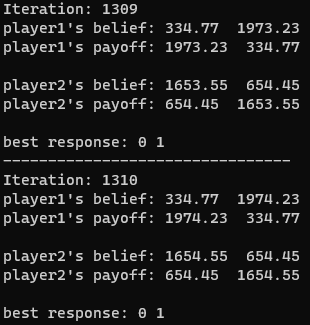 Iteration: 1309
player1's belief: 334.77  1973.23
player1's payoff: 1973.23  334.77

player2's belief: 1653.55  654.45
player2's payoff: 654.45  1653.55

best response: 0 1
--------------------------------
Iteration: 1310
player1's belief: 334.77  1974.23
player1's payoff: 1974.23  334.77

player2's belief: 1654.55  654.45
player2's payoff: 654.45  1654.55

best response: 0 1